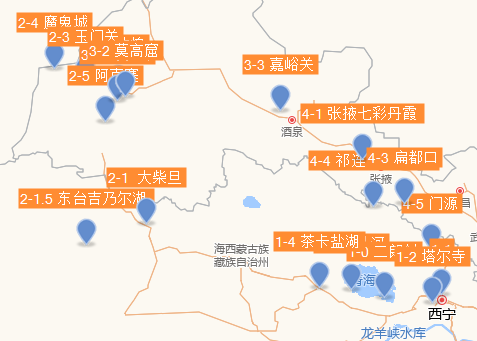 2-4 魔鬼城
2-3 玉门关
3-2 莫高窟
2-5
3-3 嘉峪关
4-1 张掖七彩丹霞
酒泉
4-4 祁连
4-3 扁都口
张掖
2-1 大柴旦
2-1.5 东台吉乃尔湖
4-5 门源
昌
武
1-4 茶卡盐湖
海西蒙古族
藏族自治州
1-2 塔尔寺
青海
西宁
龙羊峡水库